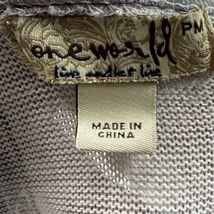 PM
one world
live and let live
MADE IN
CHINA